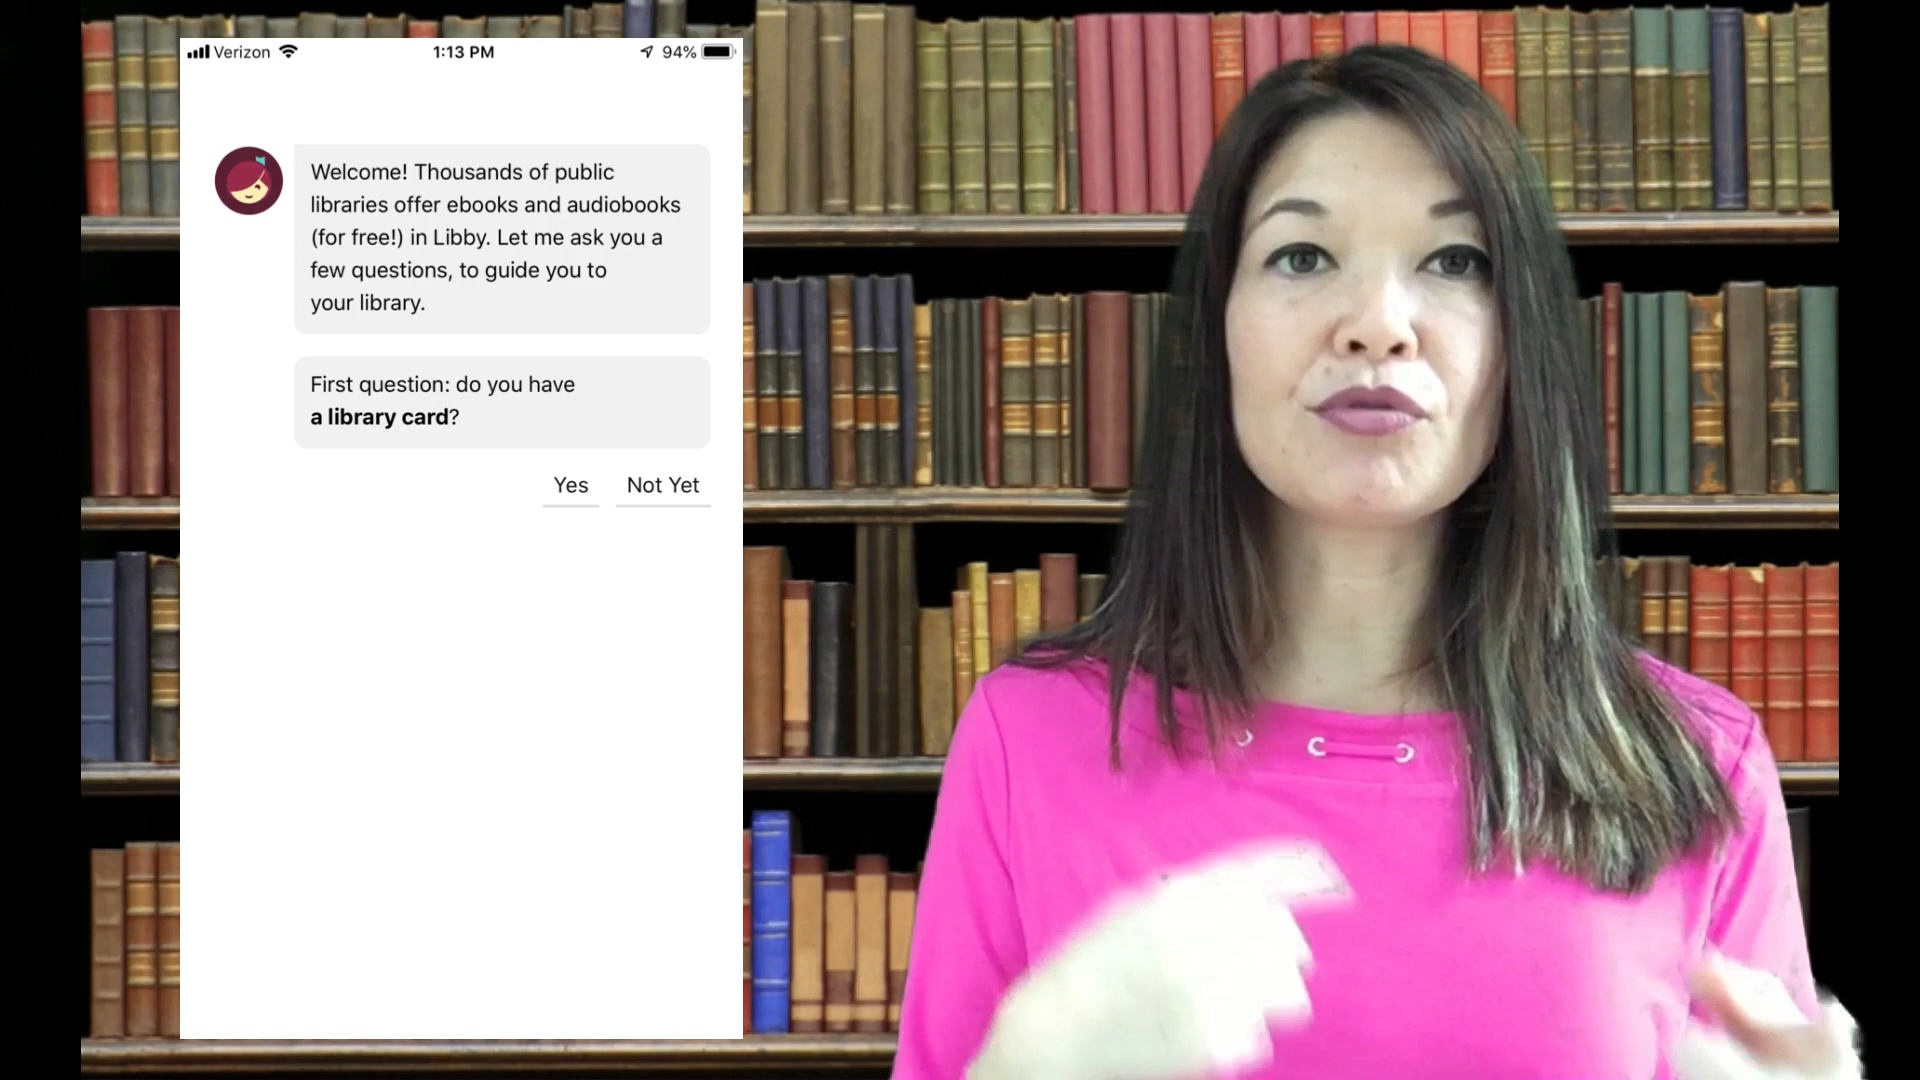 Verizon 1:13 PM 94%
Welcome! Thousands of public
libraries offer ebooks and audiobooks
(for free!) in Libby. Let me ask you a
few questions, to guide you to
your library.
First question: do you have
a library card?
Yes Not Yet